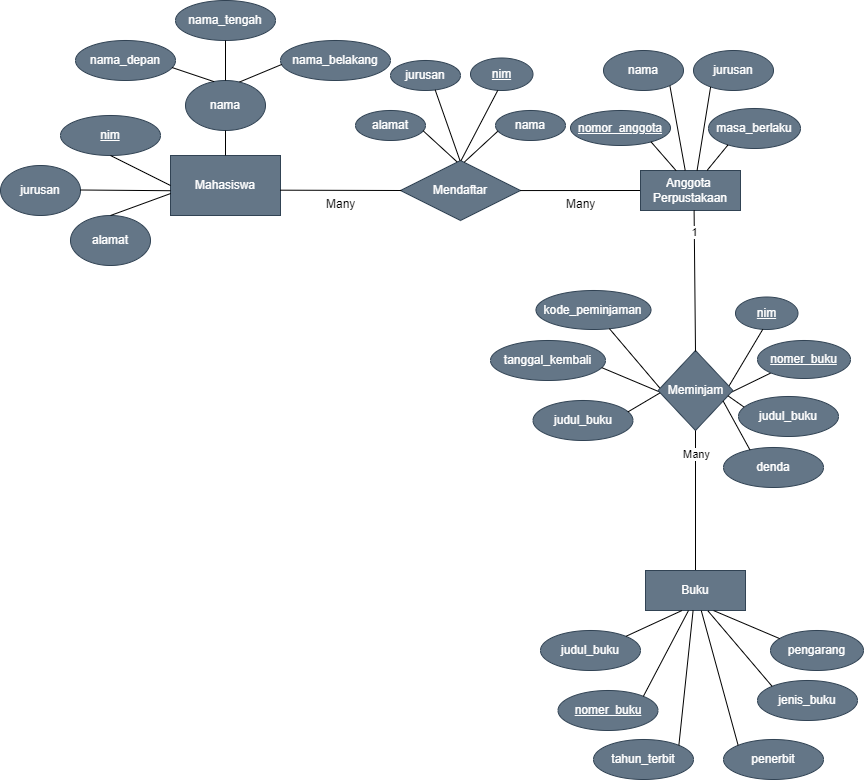 nama_tengah
nama_depan
nama_belakang
nama
nim
jurusan
alamat
Mahasiswa
Many
jurusan
nim
alamat
nama
Mendaftar
Many
nama
jurusan
nomor_anggota
masa_berlaku
Anggota
Perpustakaan
1
kode_peminjaman
nim
tanggal_kembali
nomer_buku
judul_buku
judul_buku
denda
Meminjam
Many
Buku
judul_buku
pengarang
nomer_buku
jenis_buku
tahun_terbit
penerbit